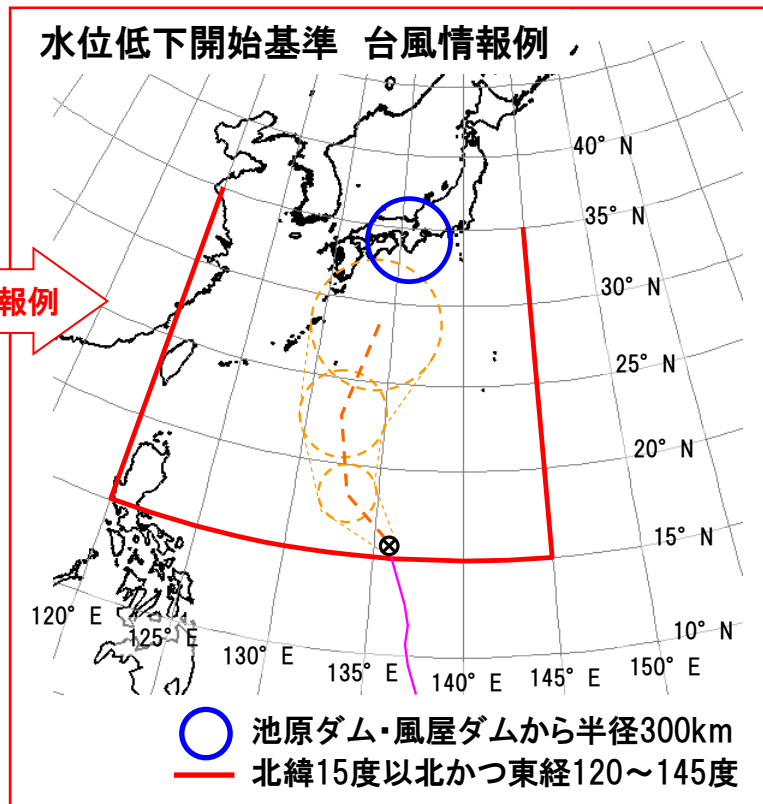 水位低下開始基準 台風情報例
40° N
35° N
報例
30° N
25° N
20° N
15° N
10° N
120° E
125° E
130° E
135° E
140° E
145° E
150° E
池原ダム・風屋ダムから半径300km
北緯15度以北かつ東経120~145度